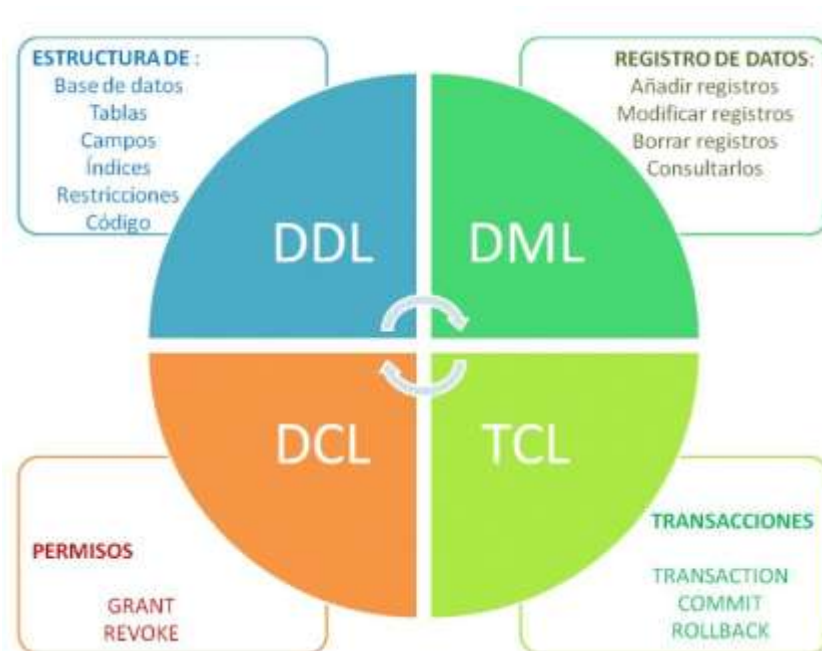 ESTRUCTURA DE :
Base de datos
Tablas
Campos
Índices
Restricciones
Código
REGISTRO DE DATOS:
Añadir registros
Modificar registros
Borrar registros
Consultarlos
DDL
DML
DCL
TCL
PERMISOS
GRANT
REVOKE
TRANSACCIONES
TRANSACTION
COMMIT
ROLLBACK